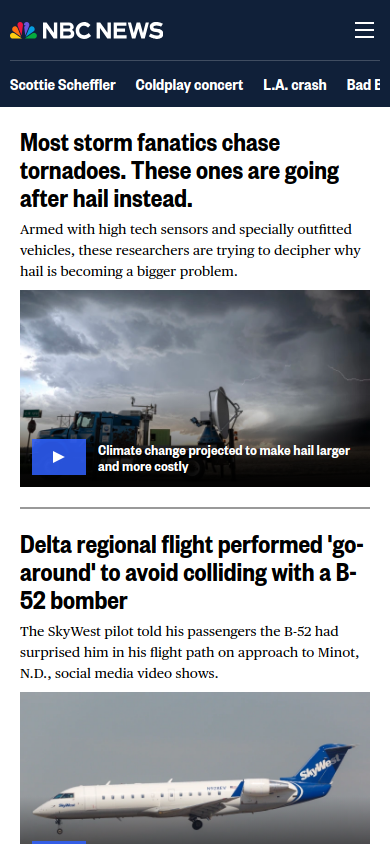 NBC NEWS
Scottie Scheffler Coldplay concert L.A. crash Bad B
Most storm fanatics chase
tornadoes. These ones are going
after hail instead.
Armed with high tech sensors and specially outfitted
vehicles, these researchers are trying to decipher why
hail is becoming a bigger problem.
Climate change projected to make hail larger
and more costly
Delta regional flight performed 'go-
around' to avoid colliding with a B-
52 bomber
The SkyWest pilot told his passengers the B-52 had
surprised him in his flight path on approach to Minot,
N.D., social media video shows.
SkyWest
SkyWest